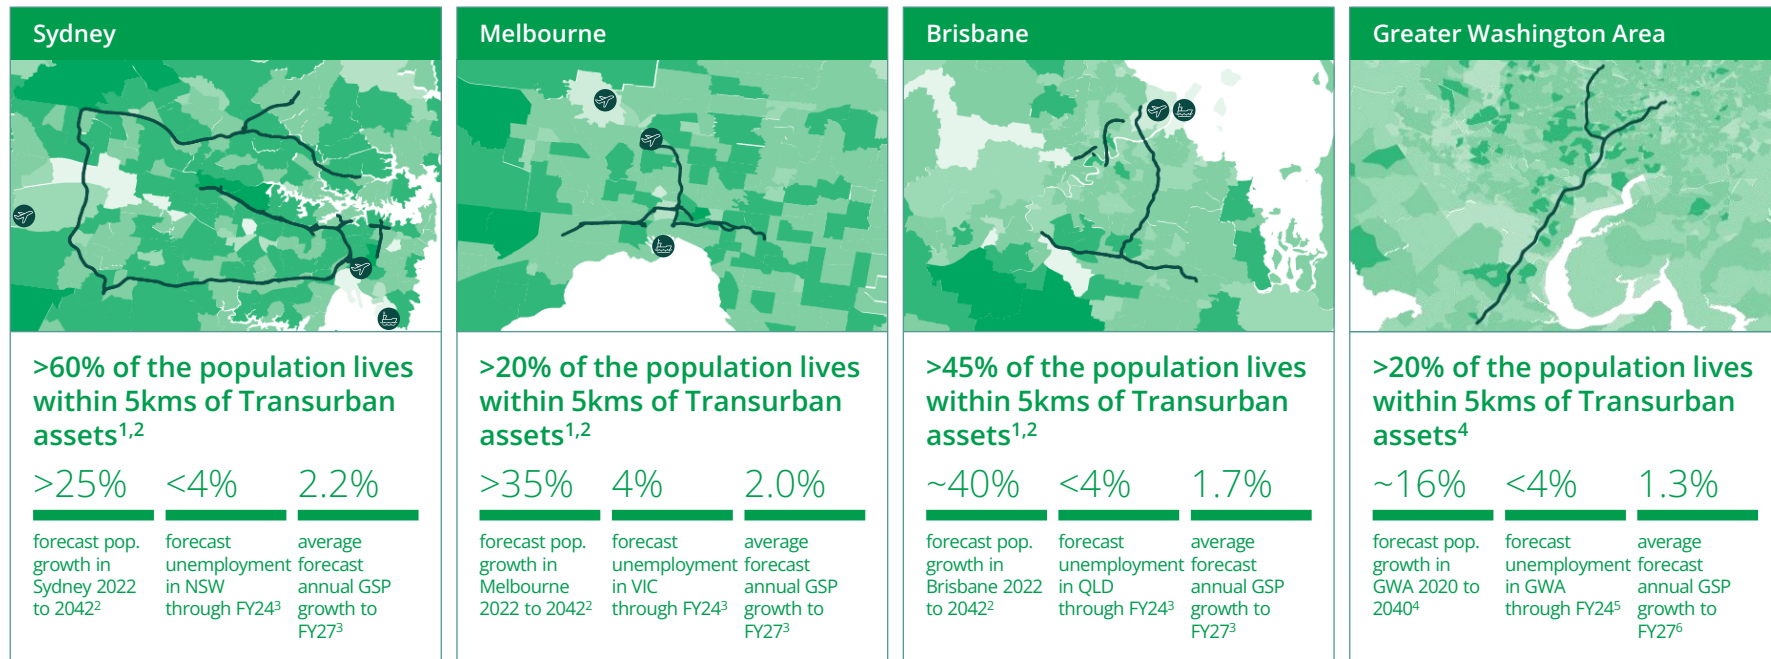 Sydney
>60% of the population lives
within 5kms of Transurban
assets1,2
>25%
forecast pop.
growth in
Sydney 2022
to 20422
<4%
forecast
unemployment
in NSW
through FY243
2.2%
average
forecast
annual GSP
growth to
FY273
Melbourne
>20% of the population lives
within 5kms of Transurban
assets1,2
>35%
forecast pop.
growth in
Melbourne
2022 to 20422
4%
forecast
unemployment
in VIC
through FY243
2.0%
average
forecast
annual GSP
growth to
FY273
Brisbane
>45% of the population lives
within 5kms of Transurban
assets1,2
~40%
forecast pop.
growth in
Brisbane 2022
to 20422
<4%
forecast
unemployment
in QLD
through FY243
1.7%
average
forecast
annual GSP
growth to
FY273
Greater Washington Area
>20% of the population lives
within 5kms of Transurban
assets4
~16%
forecast pop.
growth in
GWA 2020 to
20404
<4%
forecast
unemployment
in GWA
through FY245
1.3%
average
forecast
annual GSP
growth to
FY276